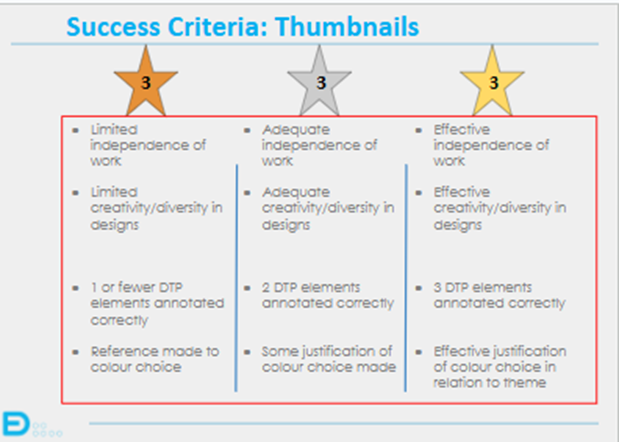 Success Criteria: Thumbnails
3
3
3
Limited
independence of
work
Limited
creativity/diversity in
designs
1 or fewer DTP
elements annotated
correctly
Reference made to
colour choice
Adequate
independence of
work
Adequate
creativity/diversity in
designs
2 DTP elements
annotated correctly
Some justification of
colour choice made
Effective
independence of
work
Effective
creativity/diversity in
designs
3 DTP elements
annotated correctly
Effective justification
of colour choice in
relation to theme